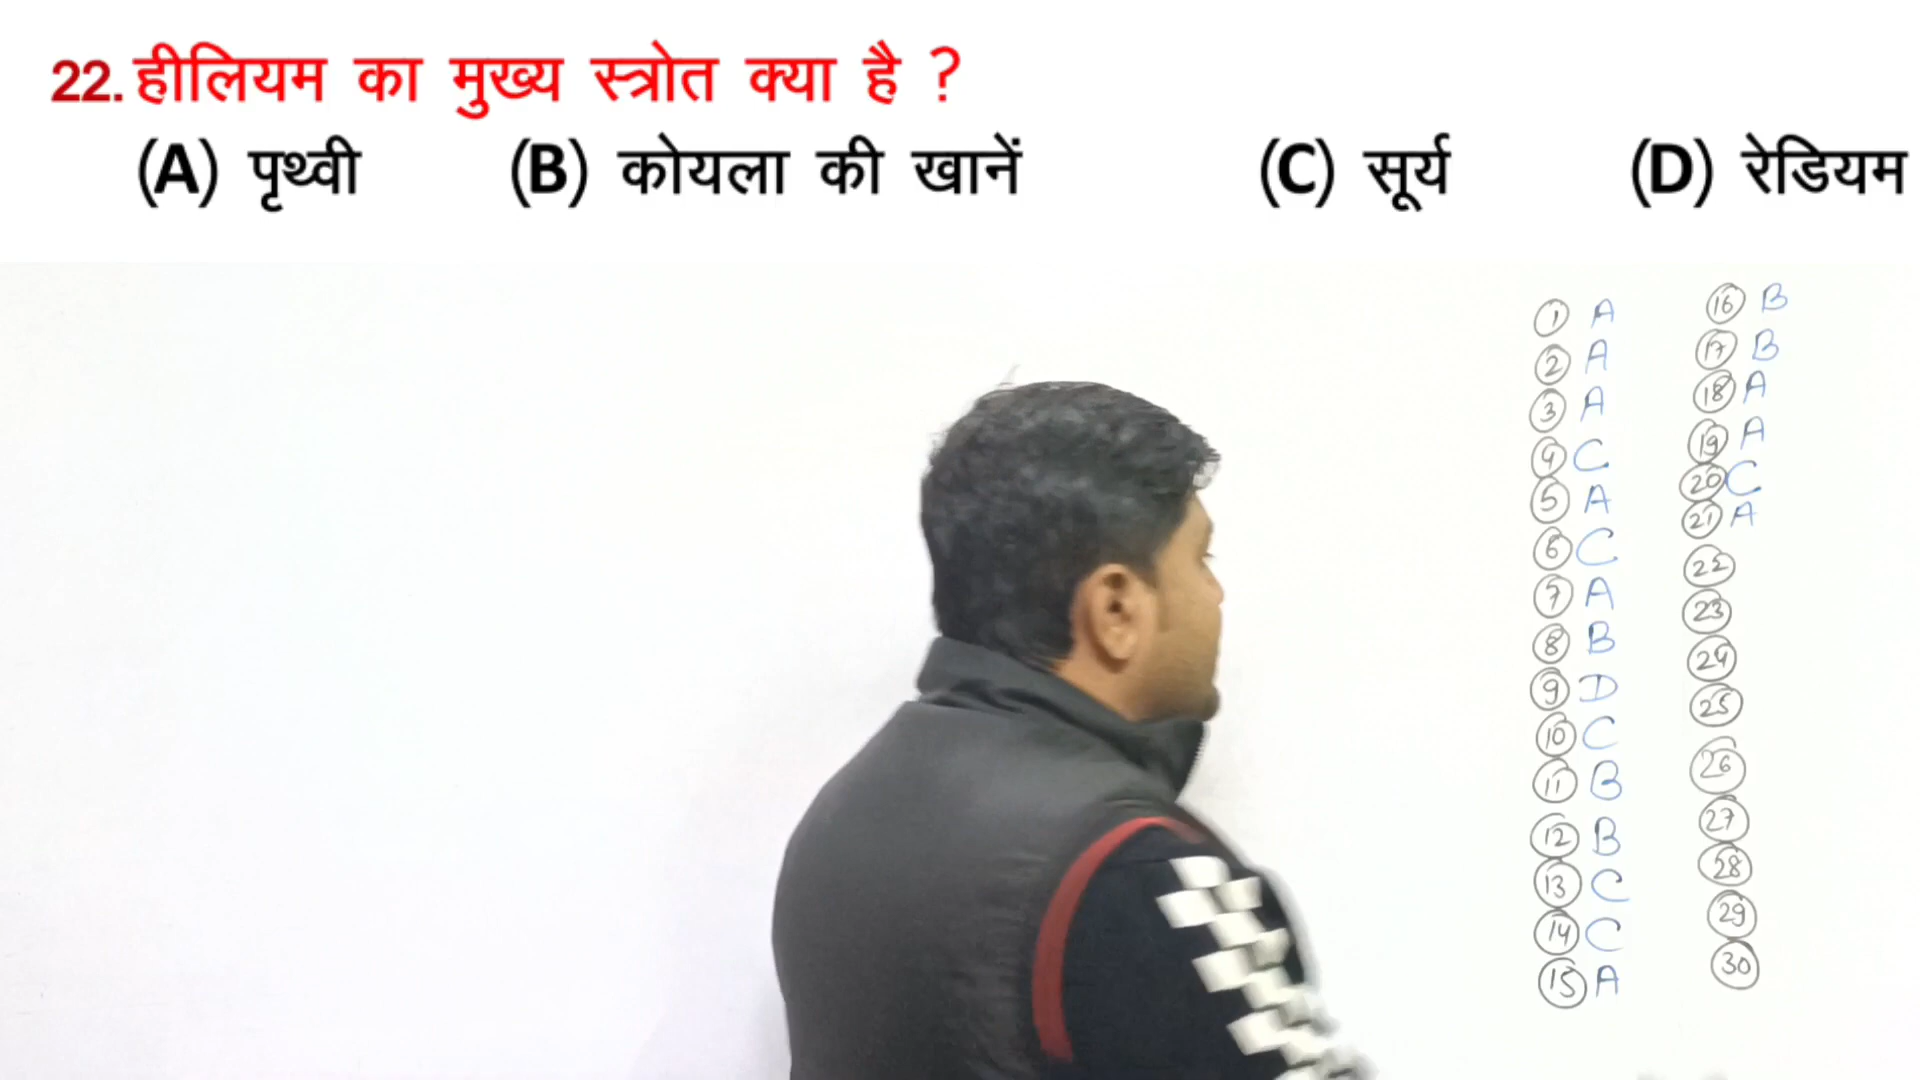 22. हीलियम का मुख्य स्त्रोत क्या है ?
(A) पृथ्वी (B) कोयला की खानें (C) सूर्य (D) रेडियम
1 A
2 A
3 A
4 C
5 A
6 C
7 A
8 B
9 D
10 C
11 B
12 B
13 C
14 C
15 A
16 B
17 B
18 A
19 A
20 C
21 A
22
23
24
25
26
27
28
29
30